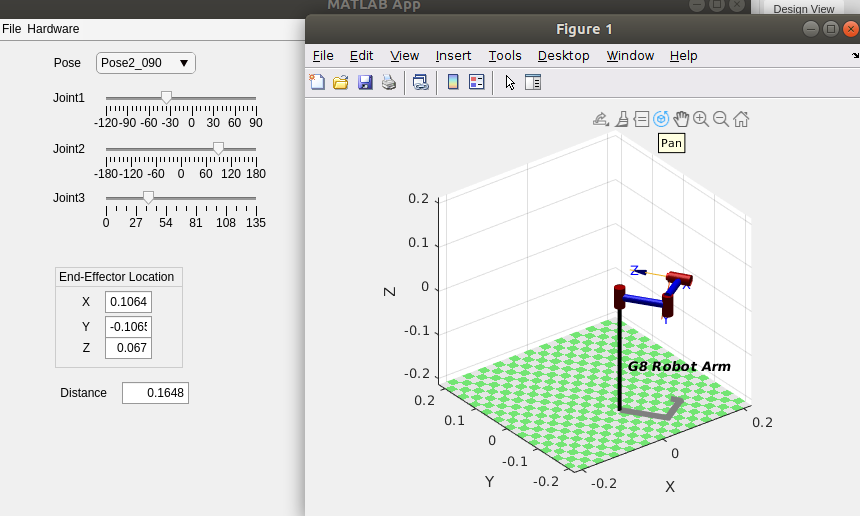 MATLAB App
Design View
File Hardware
Figure 1
File Edit View Insert Tools Desktop Window Help
Pose Pose2_090
Pan
Joint1
-120 -90 -60 -30 0 30 60 90
Joint2
-180 -120 -60 0 60 120 180
Joint3
0 27 54 81 108 135
End-Effector Location
X 0.1064
Y -0.1065
Z 0.067
Distance 0.1648
0.2
0.1
0
-0.1
-0.2
Z
Z
X
Y
G8 Robot Arm
0.2
0.1
0
-0.1
-0.2
Y
-0.2
0
0.2
X